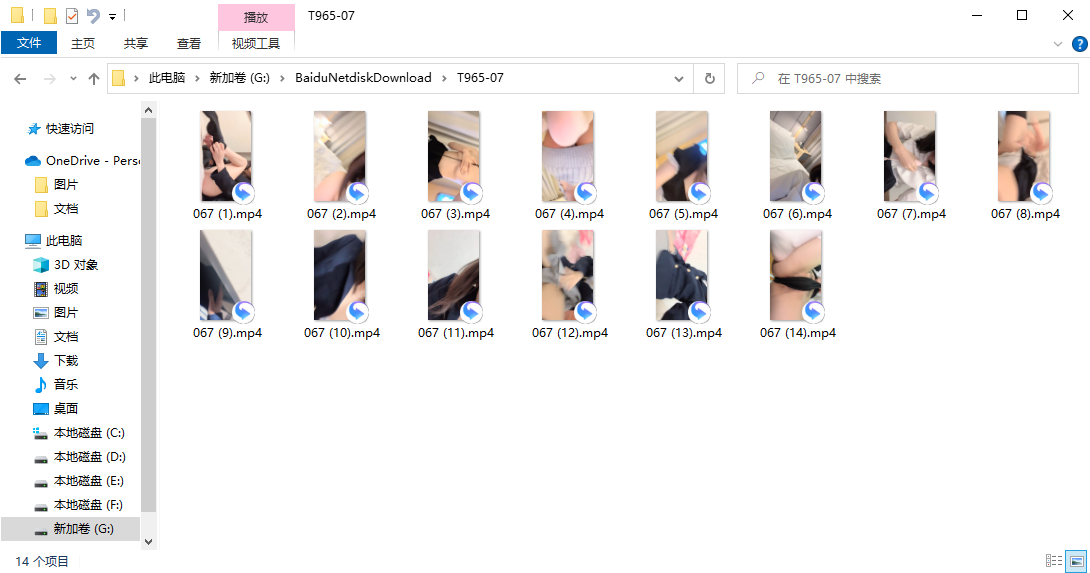 播放
T965-07
文件
主页
共享
查看
视频工具
此电脑 › 新加卷 (G:) › BaiduNetdiskDownload › T965-07
在 T965-07 中搜索
快速访问
OneDrive - Perso
图片
文档
此电脑
3D 对象
视频
图片
文档
下载
音乐
桌面
本地磁盘 (C:)
本地磁盘 (D:)
本地磁盘 (E:)
本地磁盘 (F:)
新加卷 (G:)
067 (1).mp4
067 (2).mp4
067 (3).mp4
067 (4).mp4
067 (5).mp4
067 (6).mp4
067 (7).mp4
067 (8).mp4
067 (9).mp4
067 (10).mp4
067 (11).mp4
067 (12).mp4
067 (13).mp4
067 (14).mp4
14 个项目